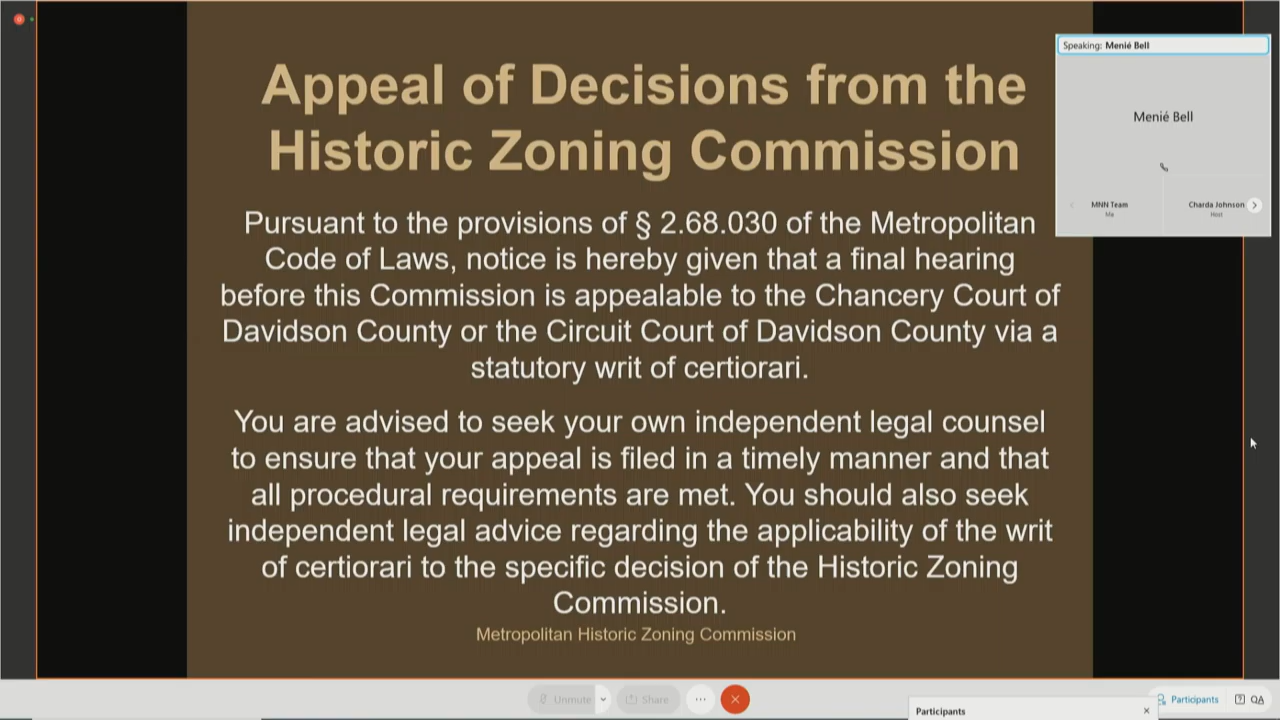 Appeal of Decisions from the
Historic Zoning Commission
Pursuant to the provisions of § 2.68.030 of the Metropolitan
Code of Laws, notice is hereby given that a final hearing
before this Commission is appealable to the Chancery Court of
Davidson County or the Circuit Court of Davidson County via a
statutory writ of certiorari.
You are advised to seek your own independent legal counsel
to ensure that your appeal is filed in a timely manner and that
all procedural requirements are met. You should also seek
independent legal advice regarding the applicability of the writ
of certiorari to the specific decision of the Historic Zoning
Commission.
Metropolitan Historic Zoning Commission
Speaking: Menié Bell
Menié Bell
MNN Team
Me
Charda Johnson
Host
Unmute
Share
Participants
QA
Participants